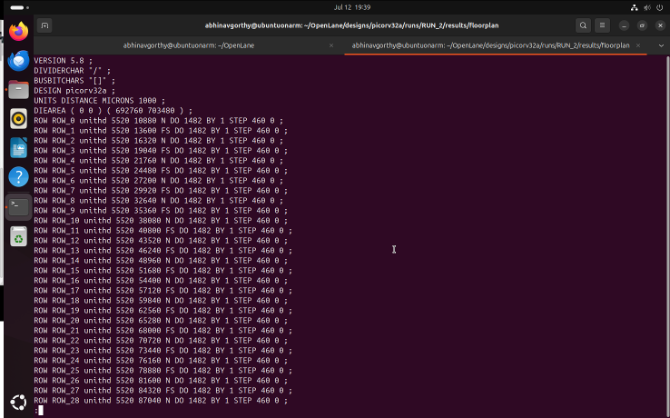 Jul 12 19:39
abhinavgorthy@ubuntuonarm: ~/OpenLane/designs/picorv32a/runs/RUN_2/results/floorplan
abhinavgorthy@ubuntuonarm: ~/OpenLane
abhinavgorthy@ubuntuonarm: ~/OpenLane/designs/picorv32a/runs/RUN_2/results/floorplan
VERSION 5.8 ;
DIVIDERCHAR "/" ;
BUSBITCHARS "[]" ;
DESIGN picorv32a ;
UNITS DISTANCE MICRONS 1000 ;
DIEAREA ( 0 0 ) ( 692760 703480 ) ;
ROW ROW_0 unithd 5520 10880 N DO 1482 BY 1 STEP 460 0 ;
ROW ROW_1 unithd 5520 13600 FS DO 1482 BY 1 STEP 460 0 ;
ROW ROW_2 unithd 5520 16320 N DO 1482 BY 1 STEP 460 0 ;
ROW ROW_3 unithd 5520 19040 FS DO 1482 BY 1 STEP 460 0 ;
ROW ROW_4 unithd 5520 21760 N DO 1482 BY 1 STEP 460 0 ;
ROW ROW_5 unithd 5520 24480 FS DO 1482 BY 1 STEP 460 0 ;
ROW ROW_6 unithd 5520 27200 N DO 1482 BY 1 STEP 460 0 ;
ROW ROW_7 unithd 5520 29920 FS DO 1482 BY 1 STEP 460 0 ;
ROW ROW_8 unithd 5520 32640 N DO 1482 BY 1 STEP 460 0 ;
ROW ROW_9 unithd 5520 35360 FS DO 1482 BY 1 STEP 460 0 ;
ROW ROW_10 unithd 5520 38080 N DO 1482 BY 1 STEP 460 0 ;
ROW ROW_11 unithd 5520 40800 FS DO 1482 BY 1 STEP 460 0 ;
ROW ROW_12 unithd 5520 43520 N DO 1482 BY 1 STEP 460 0 ;
ROW ROW_13 unithd 5520 46240 FS DO 1482 BY 1 STEP 460 0 ;
ROW ROW_14 unithd 5520 48960 N DO 1482 BY 1 STEP 460 0 ;
ROW ROW_15 unithd 5520 51680 FS DO 1482 BY 1 STEP 460 0 ;
ROW ROW_16 unithd 5520 54400 N DO 1482 BY 1 STEP 460 0 ;
ROW ROW_17 unithd 5520 57120 FS DO 1482 BY 1 STEP 460 0 ;
ROW ROW_18 unithd 5520 59840 N DO 1482 BY 1 STEP 460 0 ;
ROW ROW_19 unithd 5520 62560 FS DO 1482 BY 1 STEP 460 0 ;
ROW ROW_20 unithd 5520 65280 N DO 1482 BY 1 STEP 460 0 ;
ROW ROW_21 unithd 5520 68000 FS DO 1482 BY 1 STEP 460 0 ;
ROW ROW_22 unithd 5520 70720 N DO 1482 BY 1 STEP 460 0 ;
ROW ROW_23 unithd 5520 73440 FS DO 1482 BY 1 STEP 460 0 ;
ROW ROW_24 unithd 5520 76160 N DO 1482 BY 1 STEP 460 0 ;
ROW ROW_25 unithd 5520 78880 FS DO 1482 BY 1 STEP 460 0 ;
ROW ROW_26 unithd 5520 81600 N DO 1482 BY 1 STEP 460 0 ;
ROW ROW_27 unithd 5520 84320 FS DO 1482 BY 1 STEP 460 0 ;
ROW ROW_28 unithd 5520 87040 N DO 1482 BY 1 STEP 460 0 ;
: